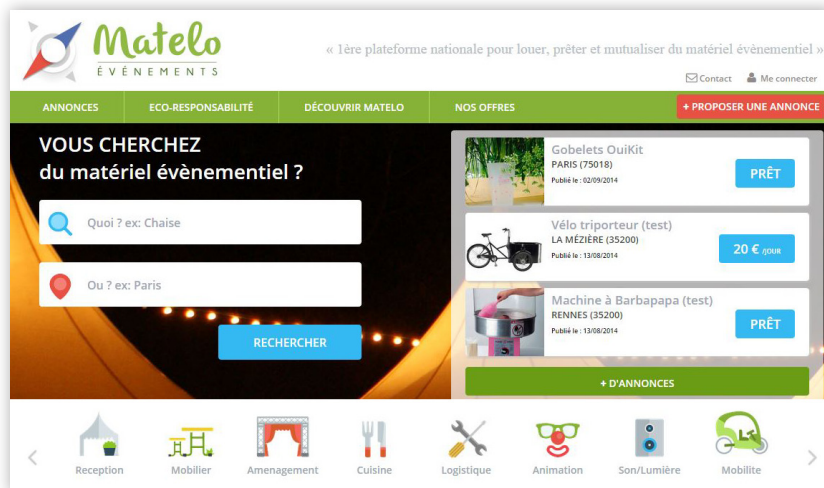 Matelo
ÉVÉNEMENTS
« 1ère plateforme nationale pour louer, prêter et mutualiser du matériel évènementiel »
Contact
Me connecter
ANNONCES
ECO-RESPONSABILITÉ
DÉCOUVRIR MATELO
NOS OFFRES
+ PROPOSER UNE ANNONCE
VOUS CHERCHEZ
du matériel évènementiel ?
Quoi ? ex: Chaise
Ou ? ex: Paris
RECHERCHER
Gobelets OuiKit
PARIS (75018)
Publié le : 02/09/2014
PRÊT
Vélo triporteur (test)
LA MÉZIÈRE (35200)
Publié le : 13/08/2014
20 € /JOUR
Machine à Barbapapa (test)
RENNES (35200)
Publié le : 13/08/2014
PRÊT
+ D'ANNONCES
Reception
Mobilier
Amenagement
Cuisine
Logistique
Animation
Son/Lumière
Mobilite